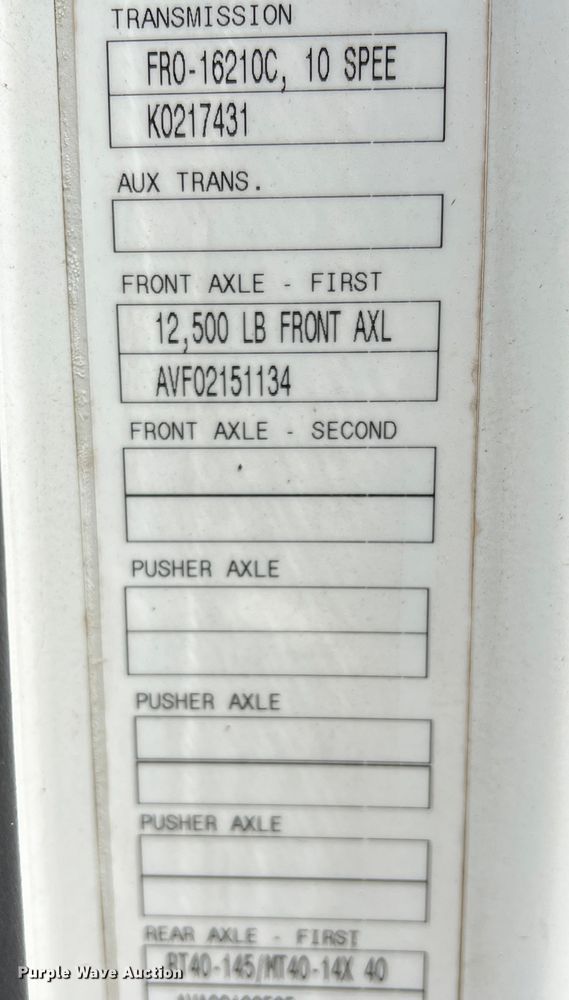 TRANSMISSION
FRO-16210C, 10 SPEE
K0217431
AUX TRANS.
FRONT AXLE - FIRST
12,500 LB FRONT AXL
AVF02151134
FRONT AXLE - SECOND
PUSHER AXLE
PUSHER AXLE
PUSHER AXLE
REAR AXLE - FIRST
RT40-145/MT40-14X 40
Purple Wave Auction